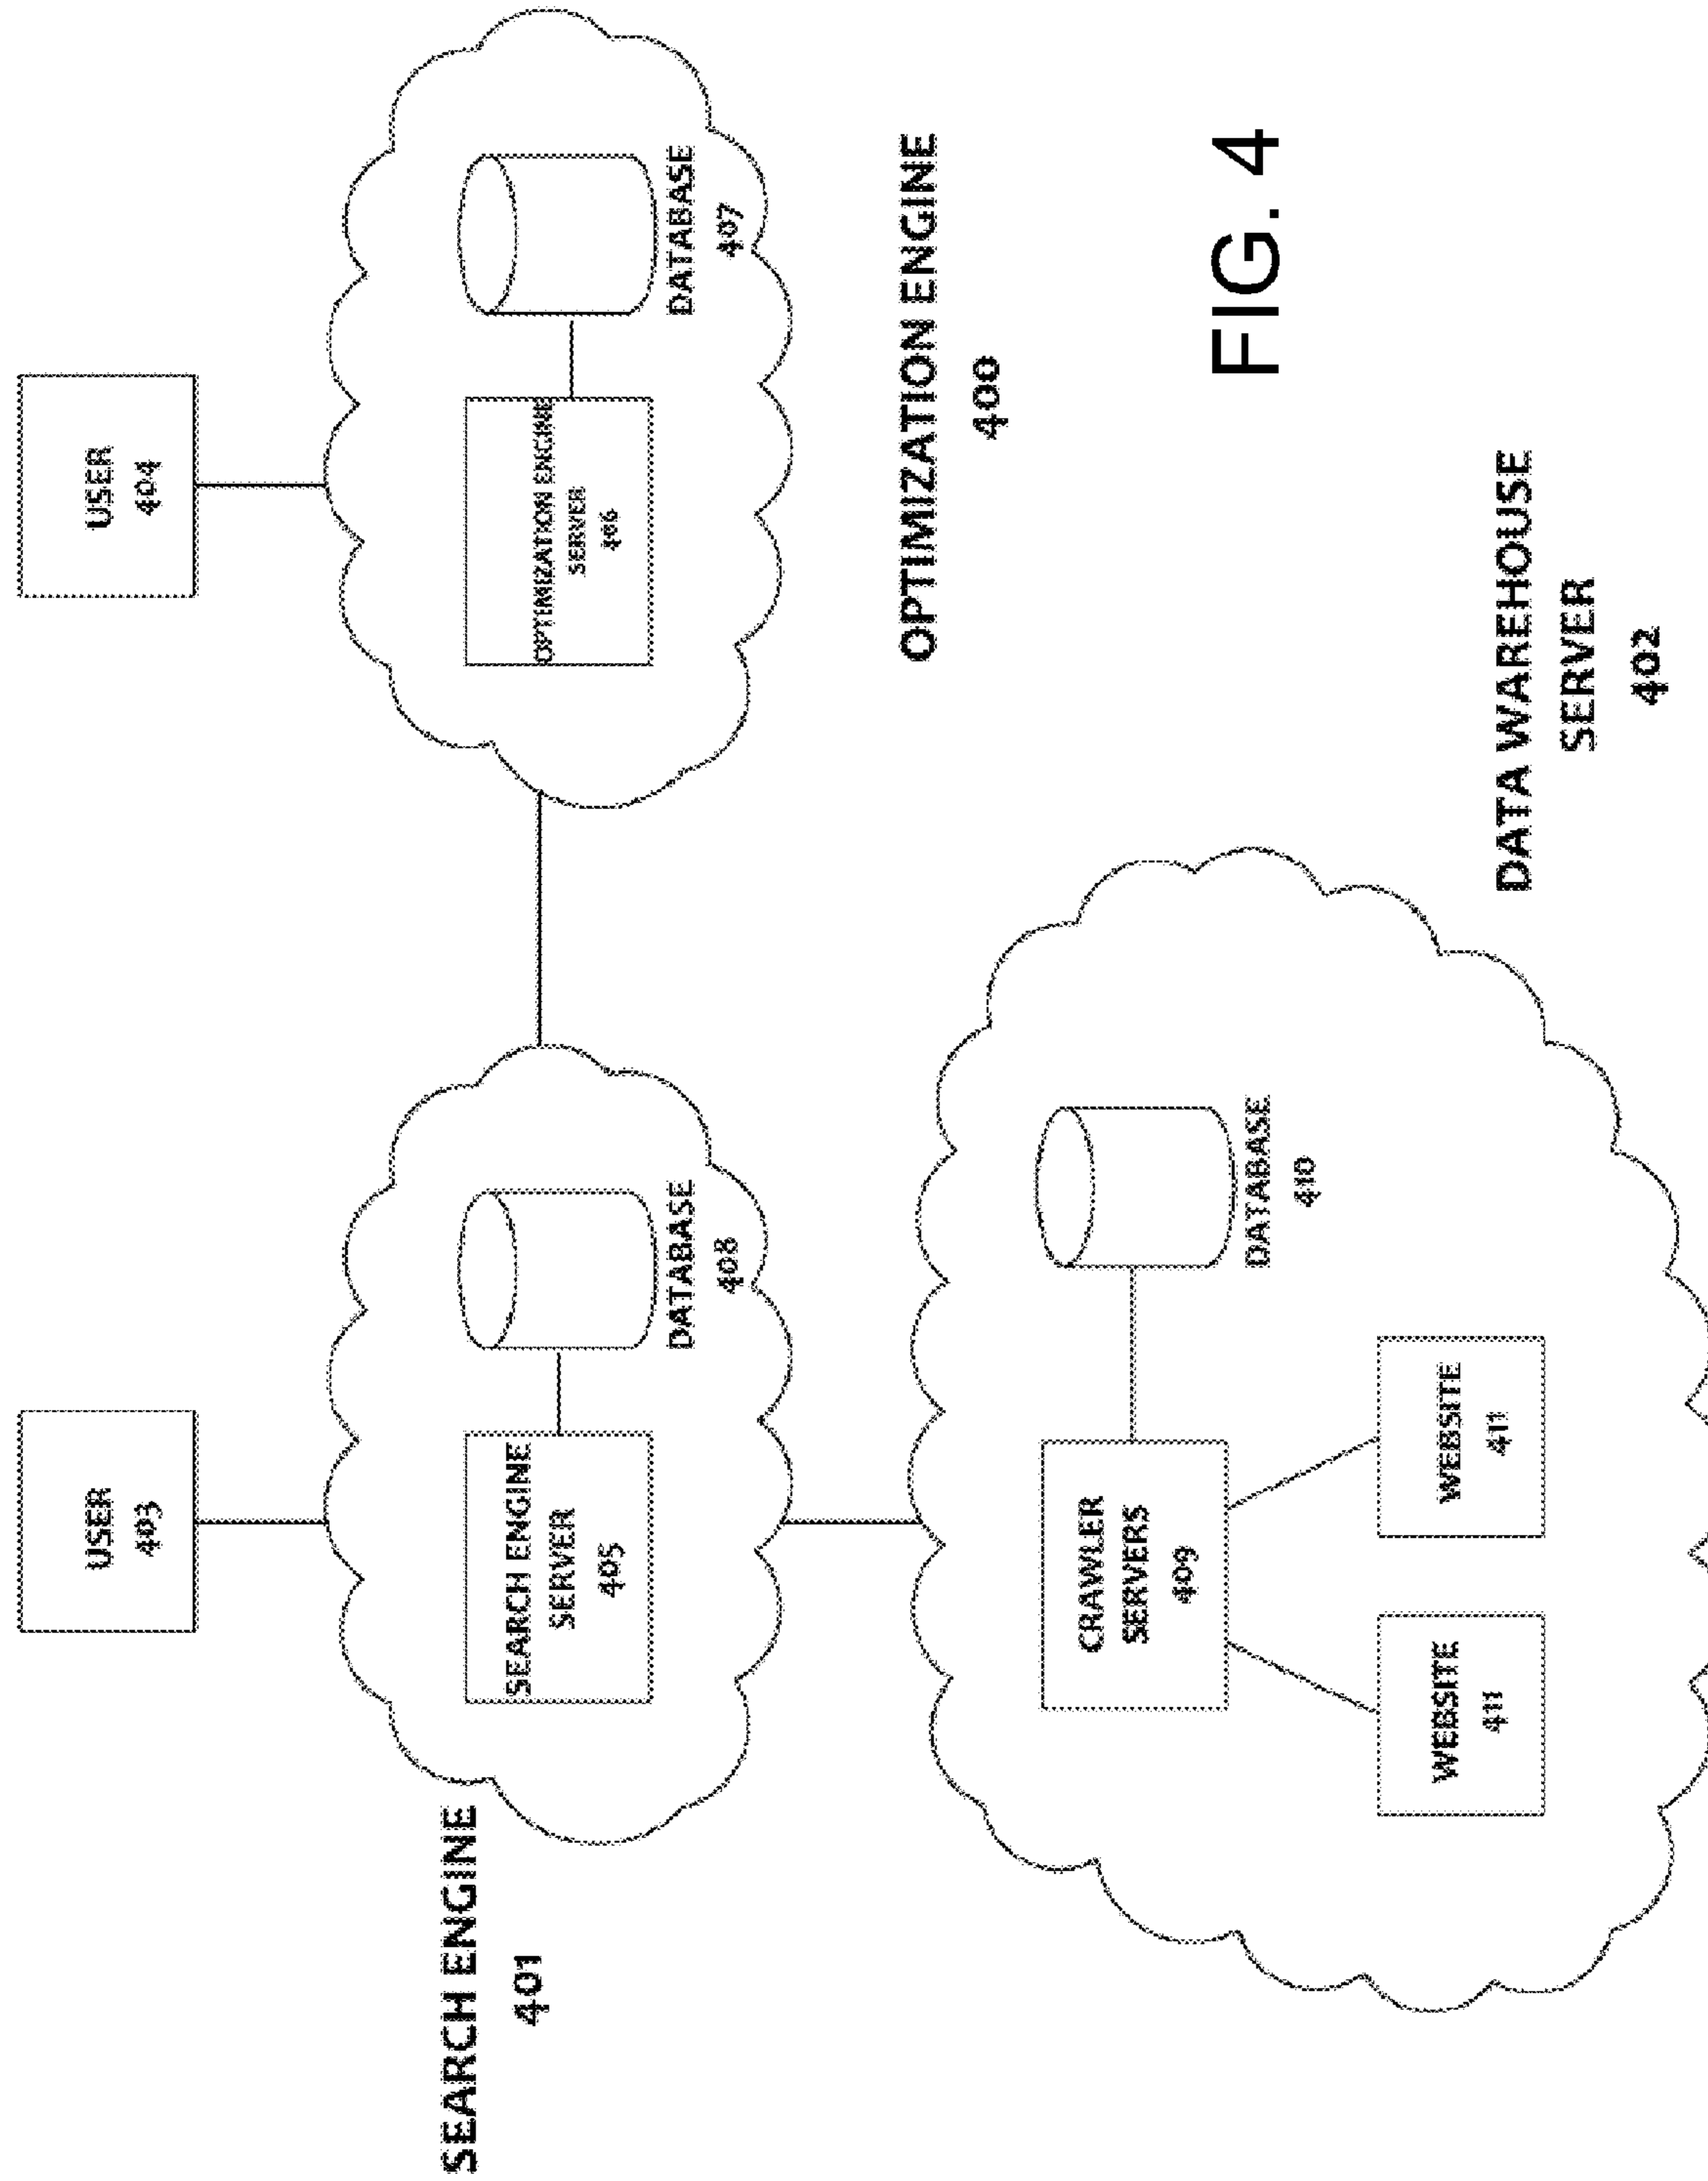 USER
403
USER
404
SEARCH ENGINE
401
SEARCH ENGINE
SERVER
405
DATABASE
408
OPTIMIZATION ENGINE
SERVER
406
DATABASE
407
OPTIMIZATION ENGINE
400
CRAWLER
SERVERS
409
DATABASE
410
WEBSITE
411
WEBSITE
411
DATA WAREHOUSE
SERVER
402
FIG. 4